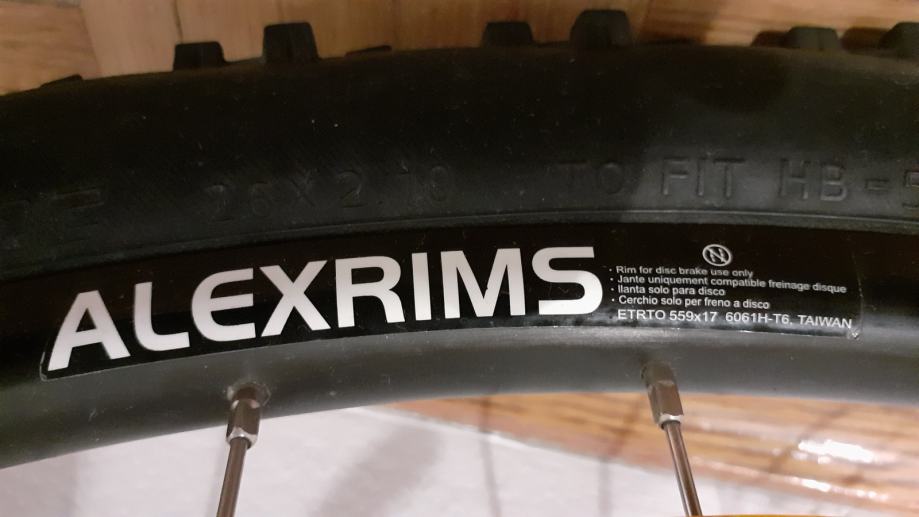 26 X 2.10 TO FIT HB-
ALEXRIMS
N
· Rim for disc brake use only
· Jante uniquement compatible freinage disque
· llanta solo para disco
· Cerchio solo per freno a disco
ETRTO 559x17 6061H-T6. TAIWAN